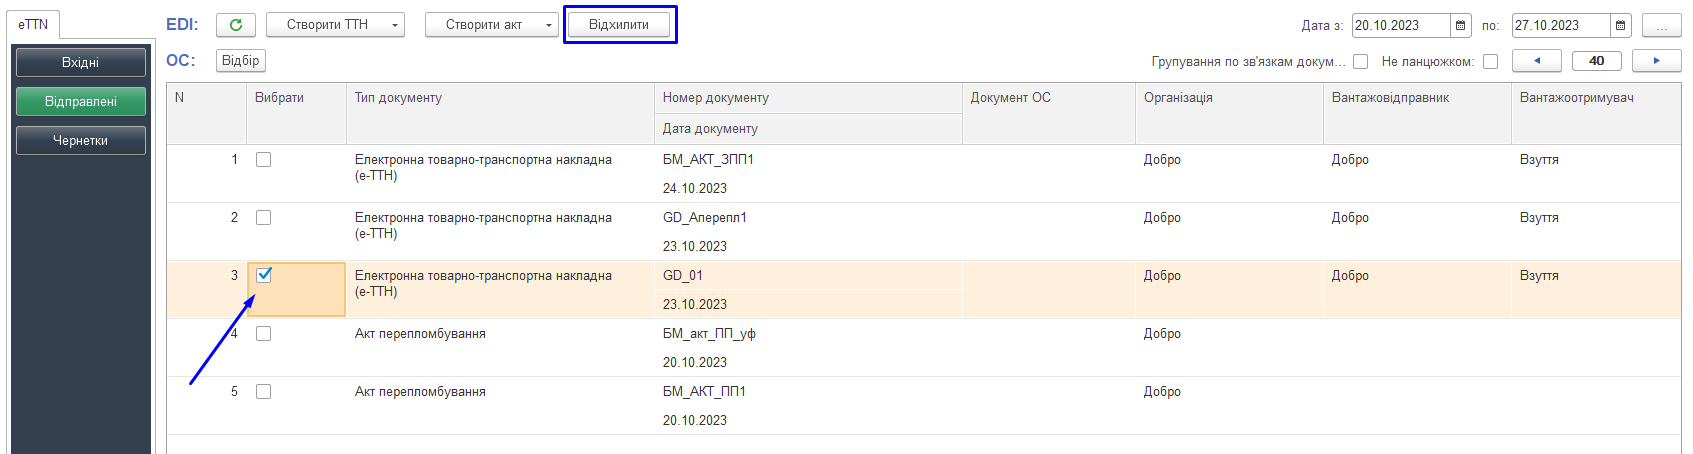 eTTN
EDI: Створити ТТН Створити акт Відхилити Дата з: 20.10.2023 по: 27.10.2023 ...
Вхідні
ОС: Відбір Групування по зв'язкам докум... Не ланцюжком: 40
Відправлені
Чернетки
N Вибрати Тип документу Номер документу Документ ОС Організація Вантажовідправник Вантажоотримувач
Дата документу
1 Електронна товарно-транспортна накладна БМ_АКТ_ЗПП1 Добро Добро Взуття
(е-ТТН)
24.10.2023
2 Електронна товарно-транспортна накладна GD_Аперепл1 Добро Добро Взуття
(е-ТТН)
23.10.2023
3 Електронна товарно-транспортна накладна GD_01 Добро Добро Взуття
(е-ТТН)
23.10.2023
4 Акт перепломбування БМ_акт_ПП_уф Добро
20.10.2023
5 Акт перепломбування БМ_АКТ_ПП1 Добро
20.10.2023